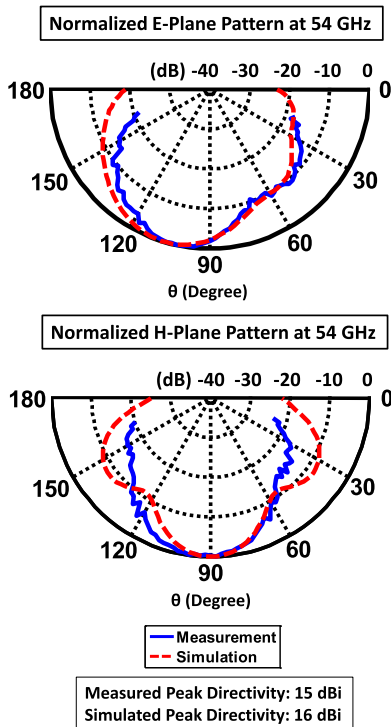 Normalized E-Plane Pattern at 54 GHz
(dB) -40 -30 -20 -10 0
180 0
150 30
120 60
90
θ (Degree)
Normalized H-Plane Pattern at 54 GHz
(dB) -40 -30 -20 -10 0
180 0
150 30
120 60
90
θ (Degree)
Measurement
Simulation
Measured Peak Directivity: 15 dBi
Simulated Peak Directivity: 16 dBi